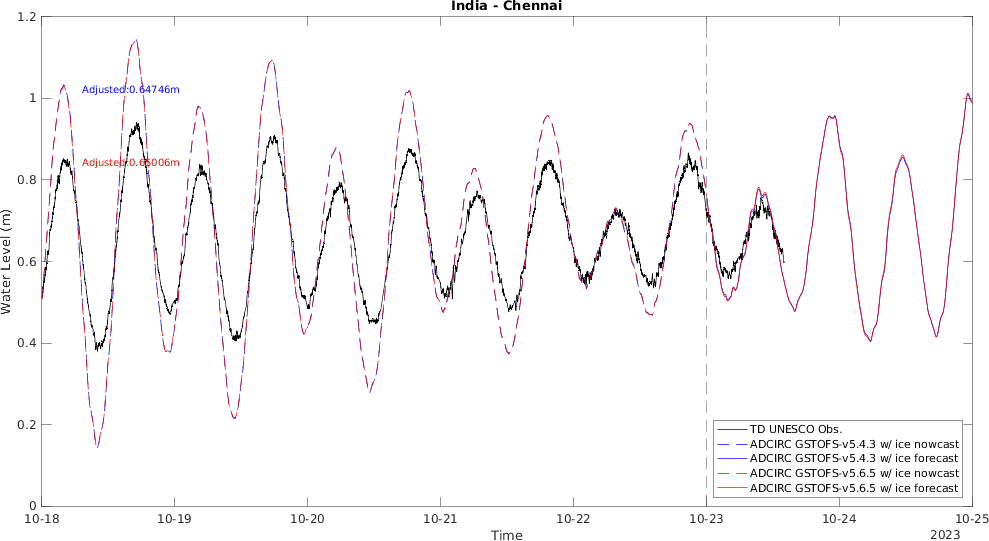 India - Chennai
1.2
1
0.8
0.6
0.4
0.2
0
Water Level (m)
Adjusted:0.64746m
Adjusted:0.65006m
TD UNESCO Obs.
ADCIRC GSTOFS-v5.4.3 w/ ice nowcast
ADCIRC GSTOFS-v5.4.3 w/ ice forecast
ADCIRC GSTOFS-v5.6.5 w/ ice nowcast
ADCIRC GSTOFS-v5.6.5 w/ ice forecast
10-18 10-19 10-20 10-21 10-22 10-23 10-24 10-25
Time
2023